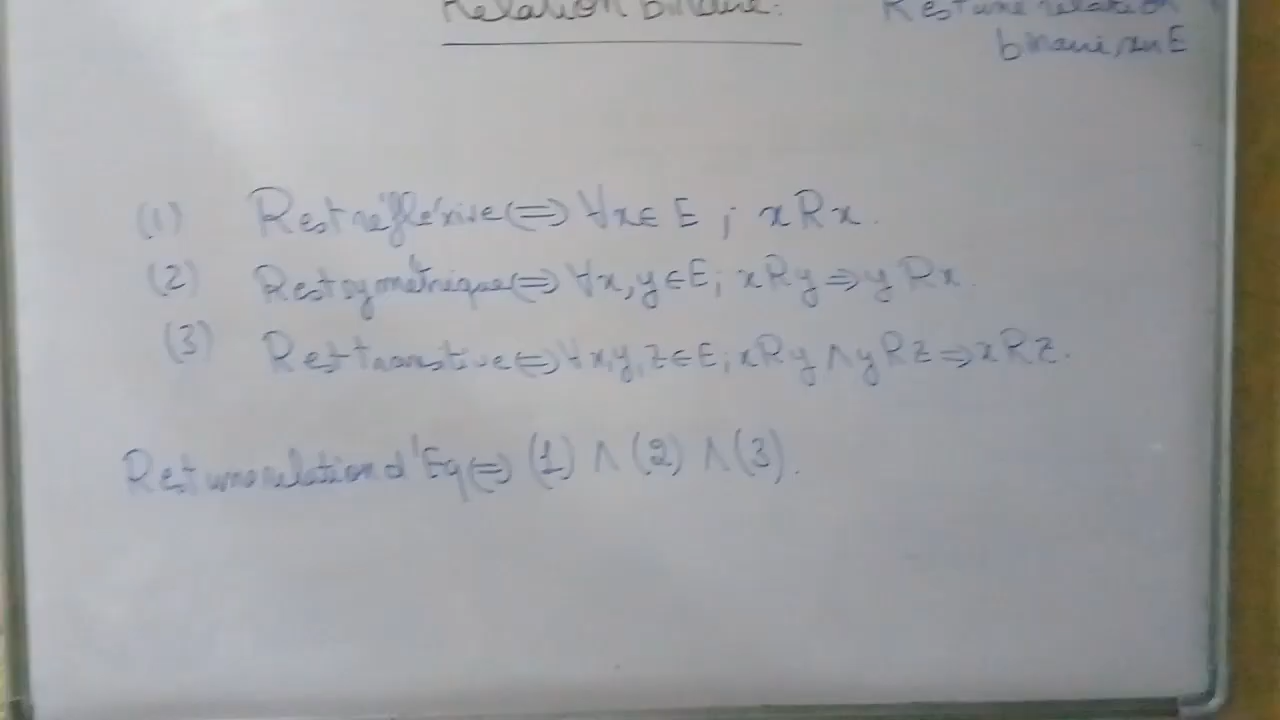 Relation binaire.
R est une relation
binaire sur E
(1) R est réfléxive ⇔ ∀x ∈ E ; xRx.
(2) R est symétrique ⇔ ∀x, y ∈ E ; xRy ⇒ yRx.
(3) R est transitive ⇔ ∀x, y, z ∈ E ; xRy ∧ yRz ⇒ xRz.
R est une relation d'Eq ⇔ (1) ∧ (2) ∧ (3).